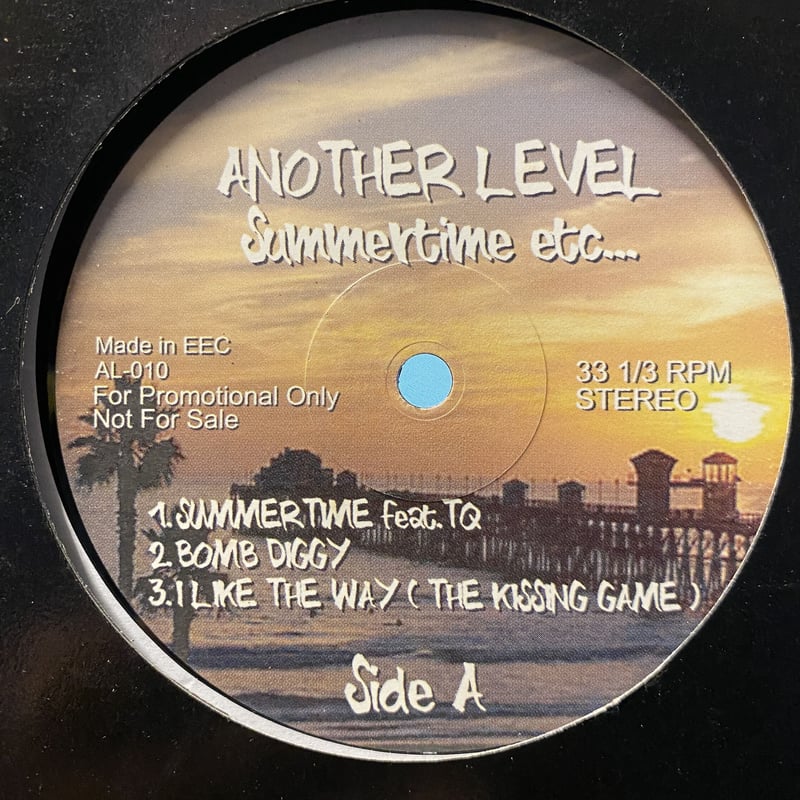 ANOTHER LEVEL
Summertime etc...
Made in EEC
AL-010
For Promotional Only
Not For Sale
33 1/3 RPM
STEREO
1. SUMMERTIME feat. TQ
2. BOMB DIGGY
3. I LIKE THE WAY ( THE KISSING GAME )
Side A